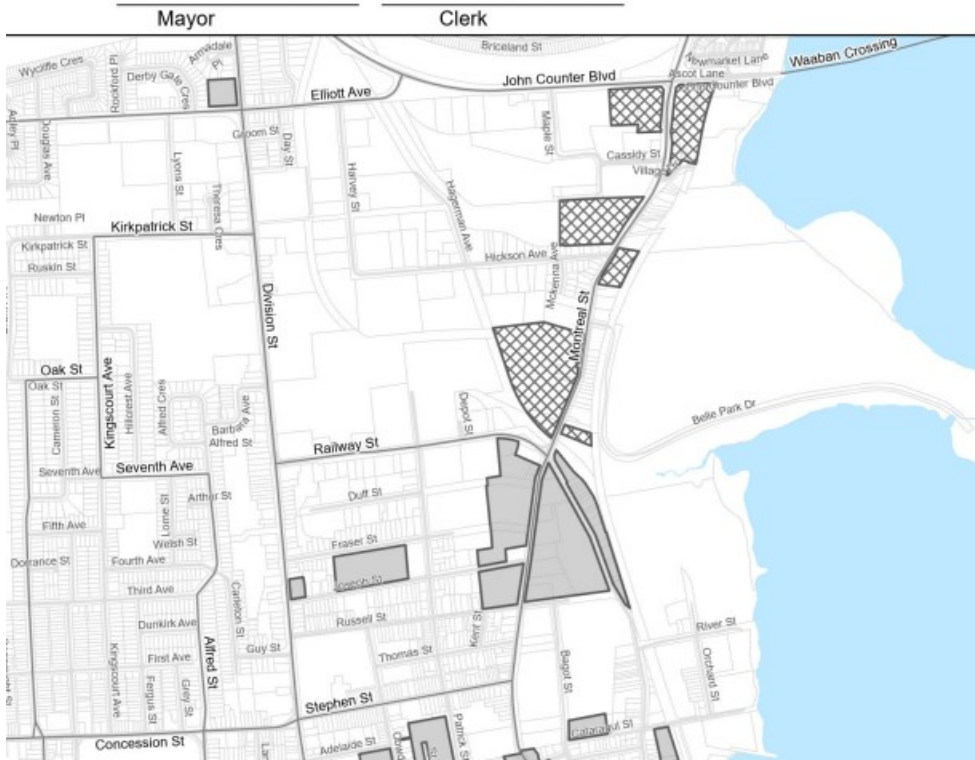 Mayor
Clerk
Briceland St
Waaban Crossing
Newmarket Lane
Ascot Lane
John Counter Blvd
Wycliffe Cres
Rockford Pl
Armadale Pl
Derby Gate Cres
Elliott Ave
John Counter Blvd
Douglas Ave
Groom St
Day St
Lyons St
Theresa Cres
Harvey St
Hagerman Ave
Maple St
Cassidy St
Newton Pl
Kirkpatrick St
Kirkpatrick St
Ruskin St
Hickson Ave
Mckenna Ave
Division St
Montreal St
Oak St
Oak St
Cameron St
Kingscourt Ave
Hillcrest Ave
Alfred Cres
Barbara Ave
Alfred St
Depot St
Belle Park Dr
Railway St
Seventh Ave
Seventh Ave
Lorne St
Arthur St
Duff St
Fifth Ave
Welsh St
Fraser St
Dorrance St
Fourth Ave
Joseph St
Third Ave
Carleton St
Dunkirk Ave
Russell St
Kent St
River St
Kingscourt Ave
First Ave
Fergus St
Grey St
Alfred St
Guy St
Thomas St
Bagot St
Orchard St
Stephen St
Concession St
Adelaide St
Patrick St
Cataraqui St